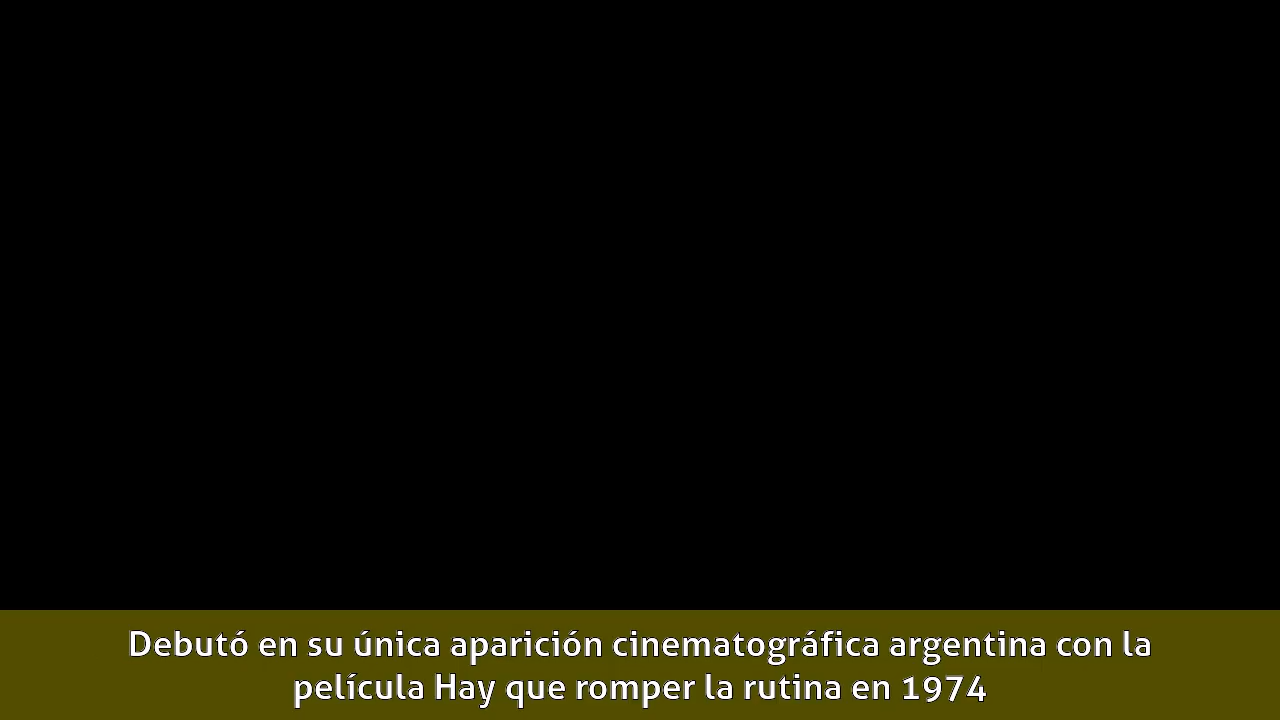 Debutó en su única aparición cinematográfica argentina con la
película Hay que romper la rutina en 1974